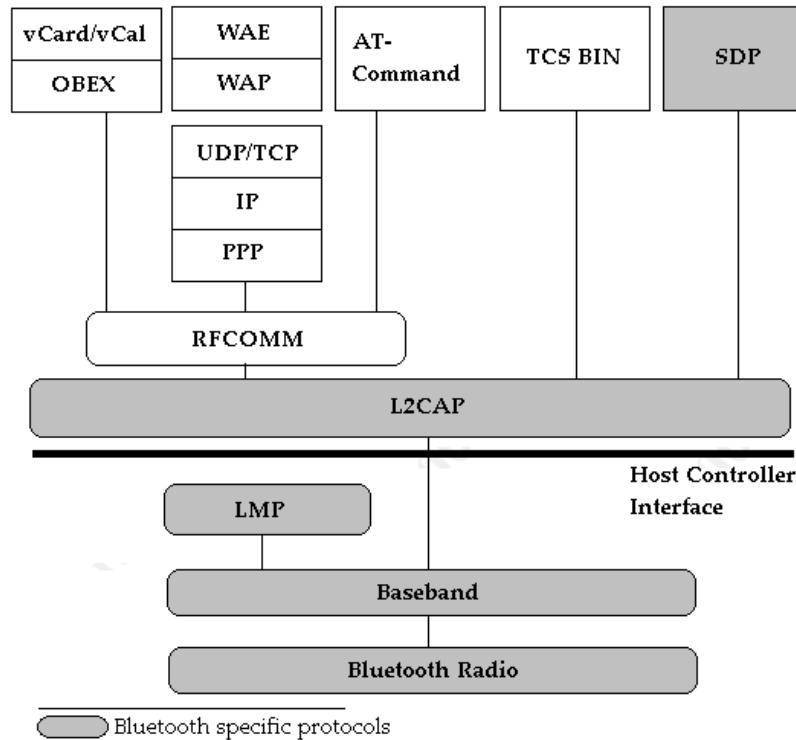 vCard/vCal
OBEX
WAE
WAP
AT-
Command
TCS BIN
SDP
UDP/TCP
IP
PPP
RFCOMM
L2CAP
Host Controller
Interface
LMP
Baseband
Bluetooth Radio
Bluetooth specific protocols